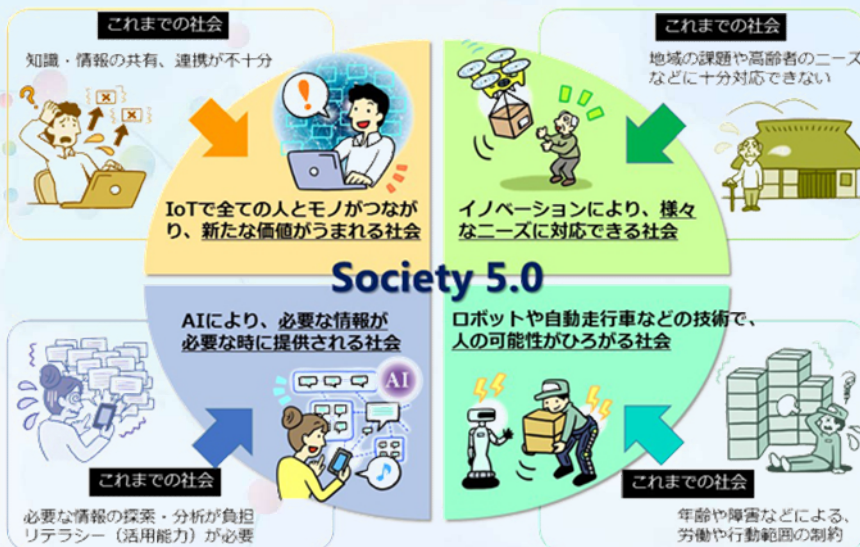 これまでの社会
知識・情報の共有、連携が不十分
IoTで全ての人とモノがつなが
り、新たな価値がうまれる社会
これまでの社会
地域の課題や高齢者のニーズ
などに十分対応できない
イノベーションにより、様々
なニーズに対応できる社会
Society 5.0
AIにより、必要な情報が
必要な時に提供される社会
AI
これまでの社会
必要な情報の探索・分析が負担
リテラシー（活用能力）が必要
ロボットや自動走行車などの技術で、
人の可能性がひろがる社会
これまでの社会
年齢や障害などによる、
労働や行動範囲の制約